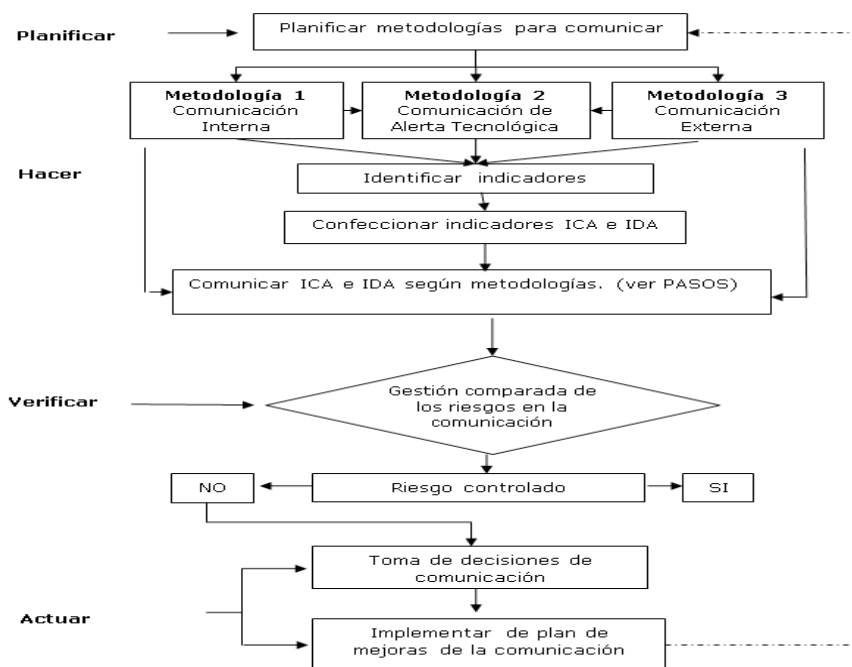 Planificar
Planificar metodologías para comunicar
Metodología 1
Comunicación
Interna
Metodología 2
Comunicación de
Alerta Tecnológica
Metodología 3
Comunicación
Externa
Hacer
Identificar indicadores
Confeccionar indicadores ICA e IDA
Comunicar ICA e IDA según metodologías. (ver PASOS)
Verificar
Gestión comparada de
los riesgos en la
comunicación
NO
Riesgo controlado
SI
Toma de decisiones de
comunicación
Actuar
Implementar de plan de
mejoras de la comunicación